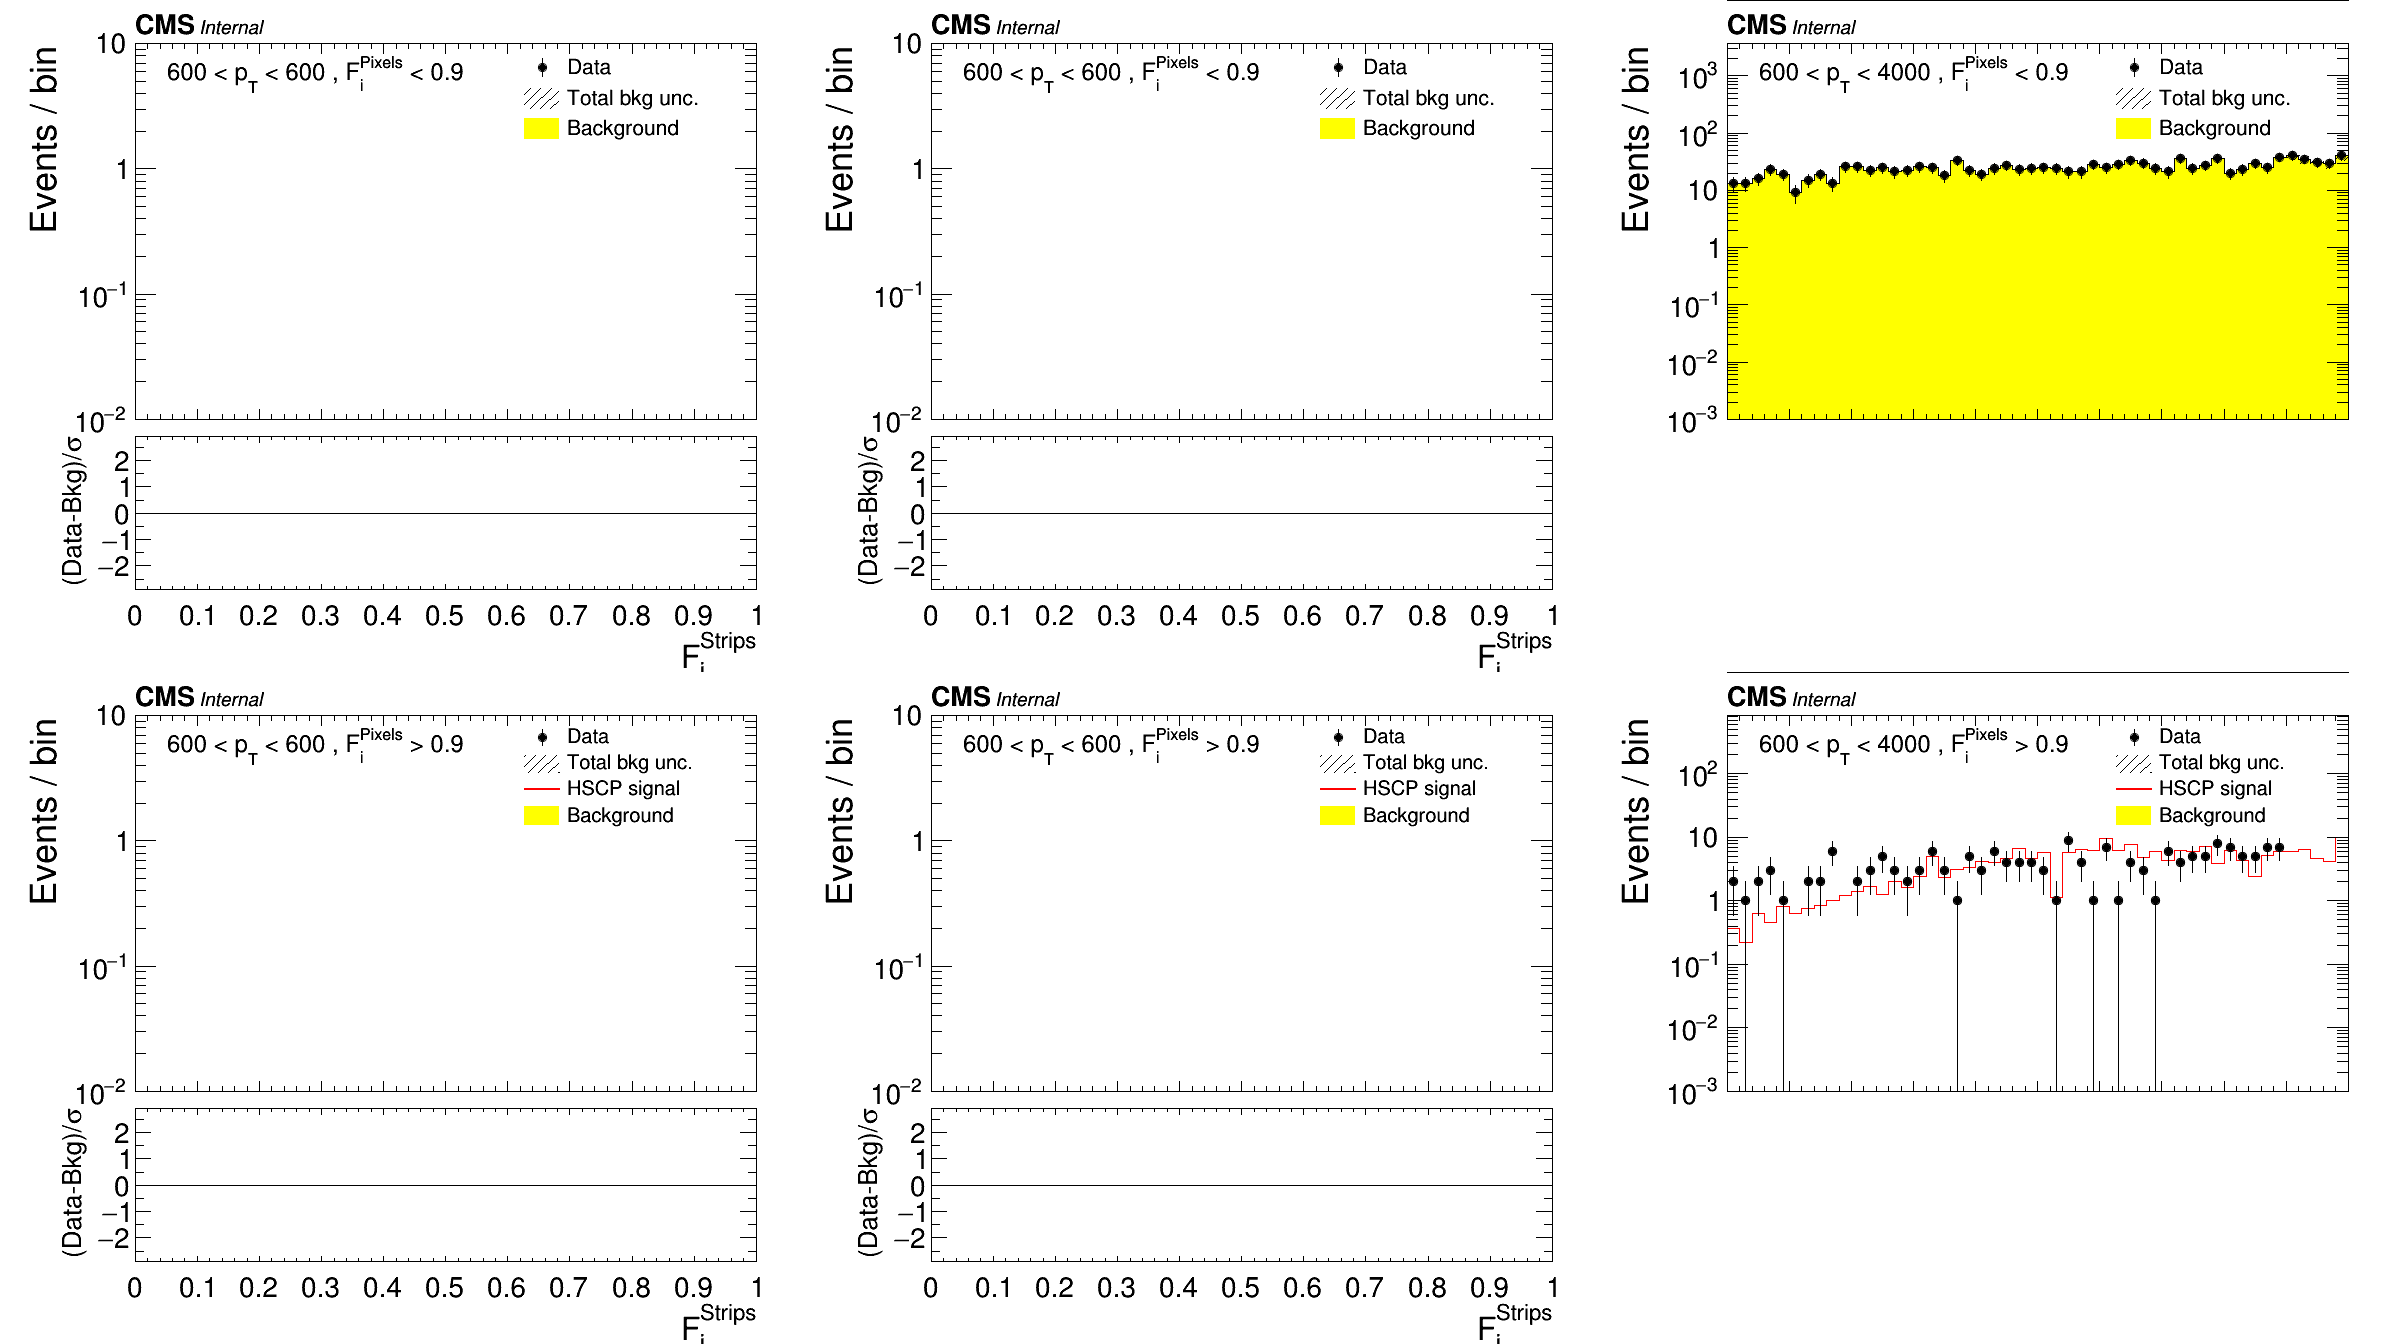 CMS Internal
Events / bin
10
1
10⁻¹
10⁻²
600 < p_T < 600 , F_i^Pixels < 0.9
Data
Total bkg unc.
Background
(Data-Bkg)/σ
2
1
0
−1
−2
0 0.1 0.2 0.3 0.4 0.5 0.6 0.7 0.8 0.9 1
F_i^Strips
CMS Internal
Events / bin
10
1
10⁻¹
10⁻²
600 < p_T < 600 , F_i^Pixels < 0.9
Data
Total bkg unc.
Background
(Data-Bkg)/σ
2
1
0
−1
−2
0 0.1 0.2 0.3 0.4 0.5 0.6 0.7 0.8 0.9 1
F_i^Strips
CMS Internal
Events / bin
10³
10²
10
1
10⁻¹
10⁻²
10⁻³
600 < p_T < 4000 , F_i^Pixels < 0.9
Data
Total bkg unc.
Background
CMS Internal
Events / bin
10
1
10⁻¹
10⁻²
600 < p_T < 600 , F_i^Pixels > 0.9
Data
Total bkg unc.
HSCP signal
Background
(Data-Bkg)/σ
2
1
0
−1
−2
0 0.1 0.2 0.3 0.4 0.5 0.6 0.7 0.8 0.9 1
F_i^Strips
CMS Internal
Events / bin
10
1
10⁻¹
10⁻²
600 < p_T < 600 , F_i^Pixels > 0.9
Data
Total bkg unc.
HSCP signal
Background
(Data-Bkg)/σ
2
1
0
−1
−2
0 0.1 0.2 0.3 0.4 0.5 0.6 0.7 0.8 0.9 1
F_i^Strips
CMS Internal
Events / bin
10²
10
1
10⁻¹
10⁻²
10⁻³
600 < p_T < 4000 , F_i^Pixels > 0.9
Data
Total bkg unc.
HSCP signal
Background